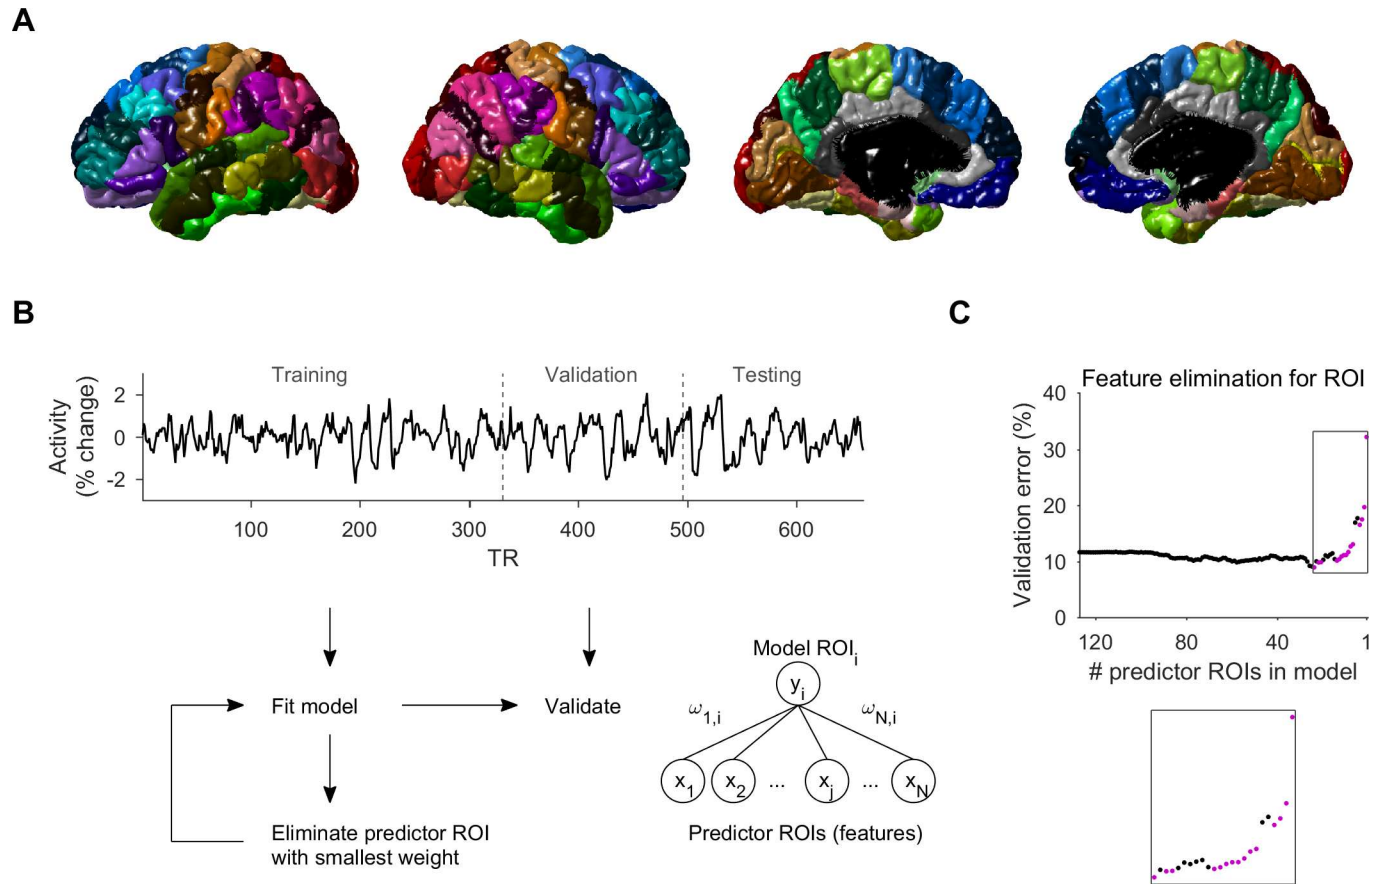 A
B
Training Validation Testing
Activity
(% change)
2
0
-2
100 200 300 400 500 600
TR
Fit model
Validate
Eliminate predictor ROI
with smallest weight
Model ROIi
yi
ω1,i ωN,i
x1 x2 ... xj ... xN
Predictor ROIs (features)
C
Feature elimination for ROI
Validation error (%)
40
30
20
10
0
120 80 40 1
# predictor ROIs in model